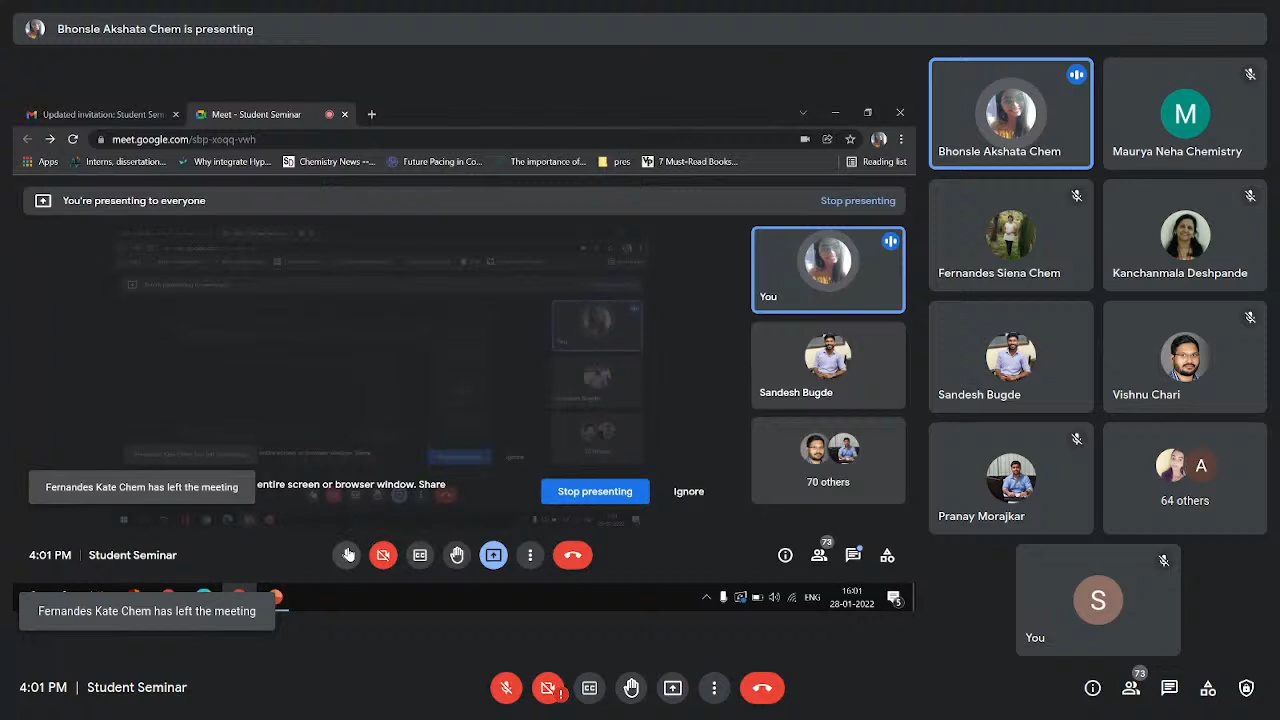 Bhonsle Akshata Chem is presenting
Updated invitation: Student Sem
Meet - Student Seminar
meet.google.com/sbp-xoqq-vwh
Apps
Interns, dissertation...
Why integrate Hyp...
Chemistry News --...
Future Pacing in Co...
The importance of...
pros
7 Must-Read Books...
Reading list
You're presenting to everyone
Stop presenting
You
Sandesh Bugde
70 others
Fernandes Kate Chem has left the meeting
entire screen or browser window. Share
Stop presenting
Ignore
4:01 PM
Student Seminar
73
ENG
16:01
28-01-2022
5
Fernandes Kate Chem has left the meeting
Bhonsle Akshata Chem
M
Maurya Neha Chemistry
Fernandes Siena Chem
Kanchanmala Deshpande
Sandesh Bugde
Vishnu Chari
Pranay Morajkar
A
64 others
S
You
4:01 PM
Student Seminar
73